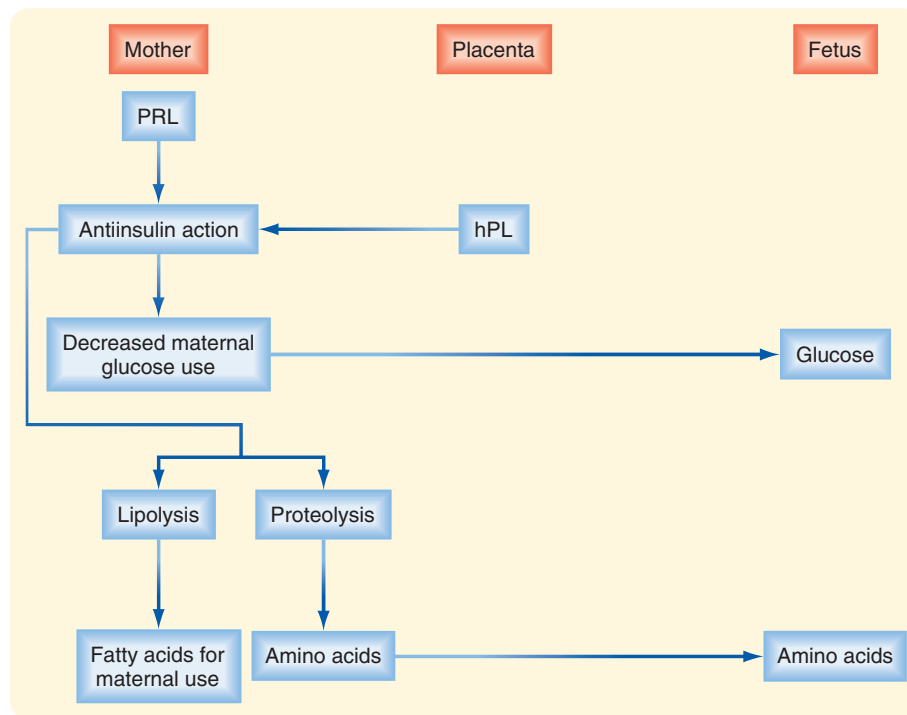 Mother
Placenta
Fetus
PRL
Antiinsulin action
hPL
Decreased maternal
glucose use
Glucose
Lipolysis
Proteolysis
Fatty acids for
maternal use
Amino acids
Amino acids